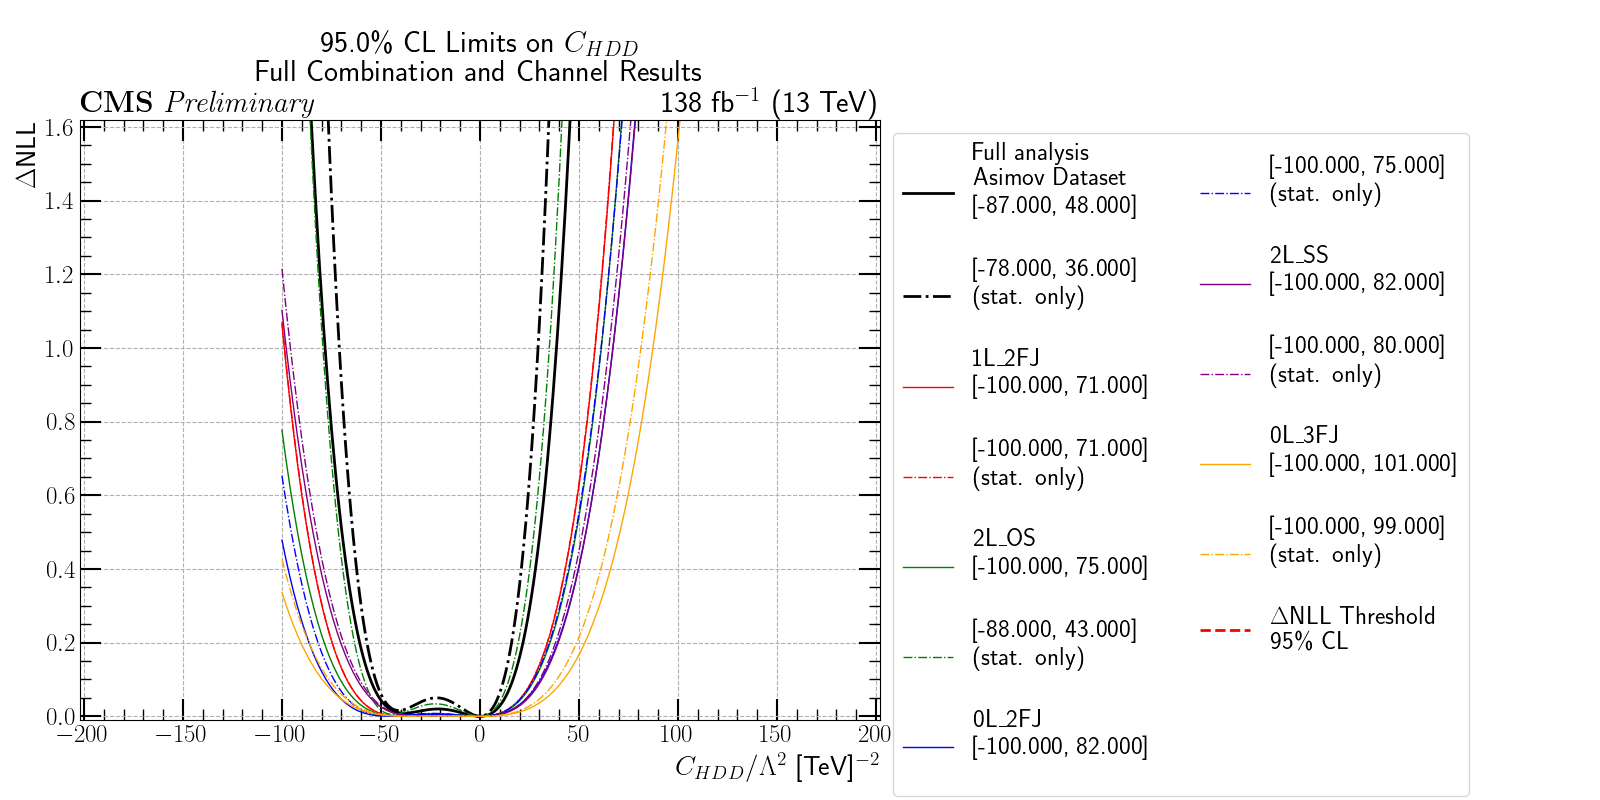 95.0% CL Limits on C_{HDD}
Full Combination and Channel Results
CMS Preliminary
138 fb^{-1} (13 TeV)
ΔNLL
1.6
1.4
1.2
1.0
0.8
0.6
0.4
0.2
0.0
−200
−150
−100
−50
0
50
100
150
200
C_{HDD}/Λ^{2} [TeV]^{-2}
Full analysis
Asimov Dataset
[-87.000, 48.000]
[-78.000, 36.000]
(stat. only)
1L_2FJ
[-100.000, 71.000]
[-100.000, 71.000]
(stat. only)
2L_OS
[-100.000, 75.000]
[-88.000, 43.000]
(stat. only)
0L_2FJ
[-100.000, 82.000]
[-100.000, 75.000]
(stat. only)
2L_SS
[-100.000, 82.000]
[-100.000, 80.000]
(stat. only)
0L_3FJ
[-100.000, 101.000]
[-100.000, 99.000]
(stat. only)
ΔNLL Threshold
95% CL